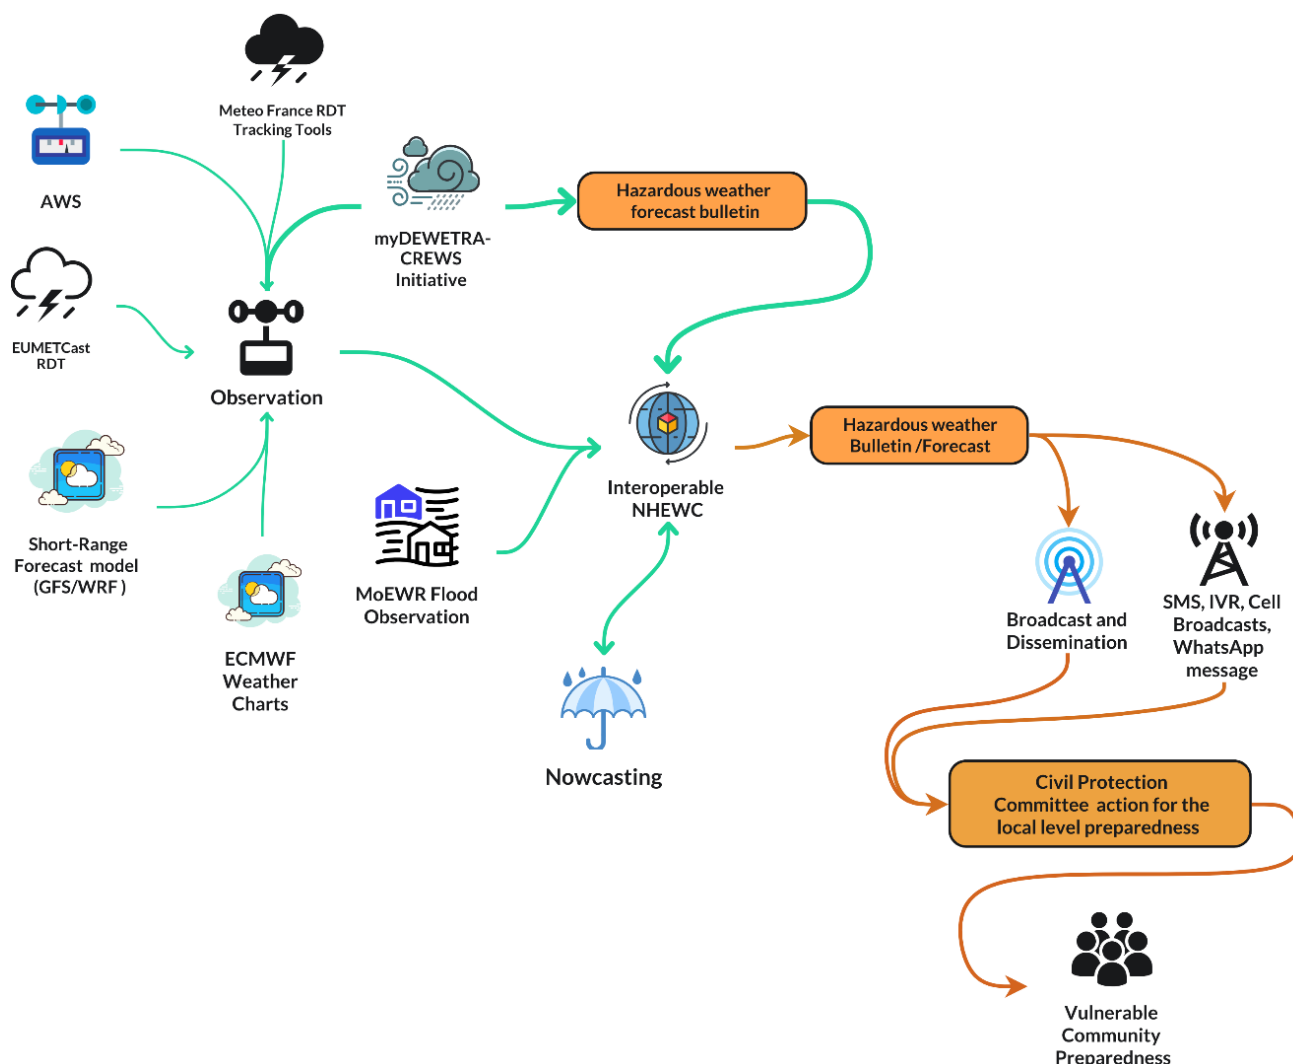 Meteo France RDT
Tracking Tools
AWS
myDEWETRA-
CREWS
Initiative
Hazardous weather
forecast bulletin
EUMETCast
RDT
Observation
Hazardous weather
Bulletin /Forecast
Interoperable
NHEWC
Short-Range
Forecast model
(GFS/WRF )
MoEWR Flood
Observation
ECMWF
Weather
Charts
Broadcast and
Dissemination
SMS, IVR, Cell
Broadcasts,
WhatsApp
message
Nowcasting
Civil Protection
Committee action for the
local level preparedness
Vulnerable
Community
Preparedness